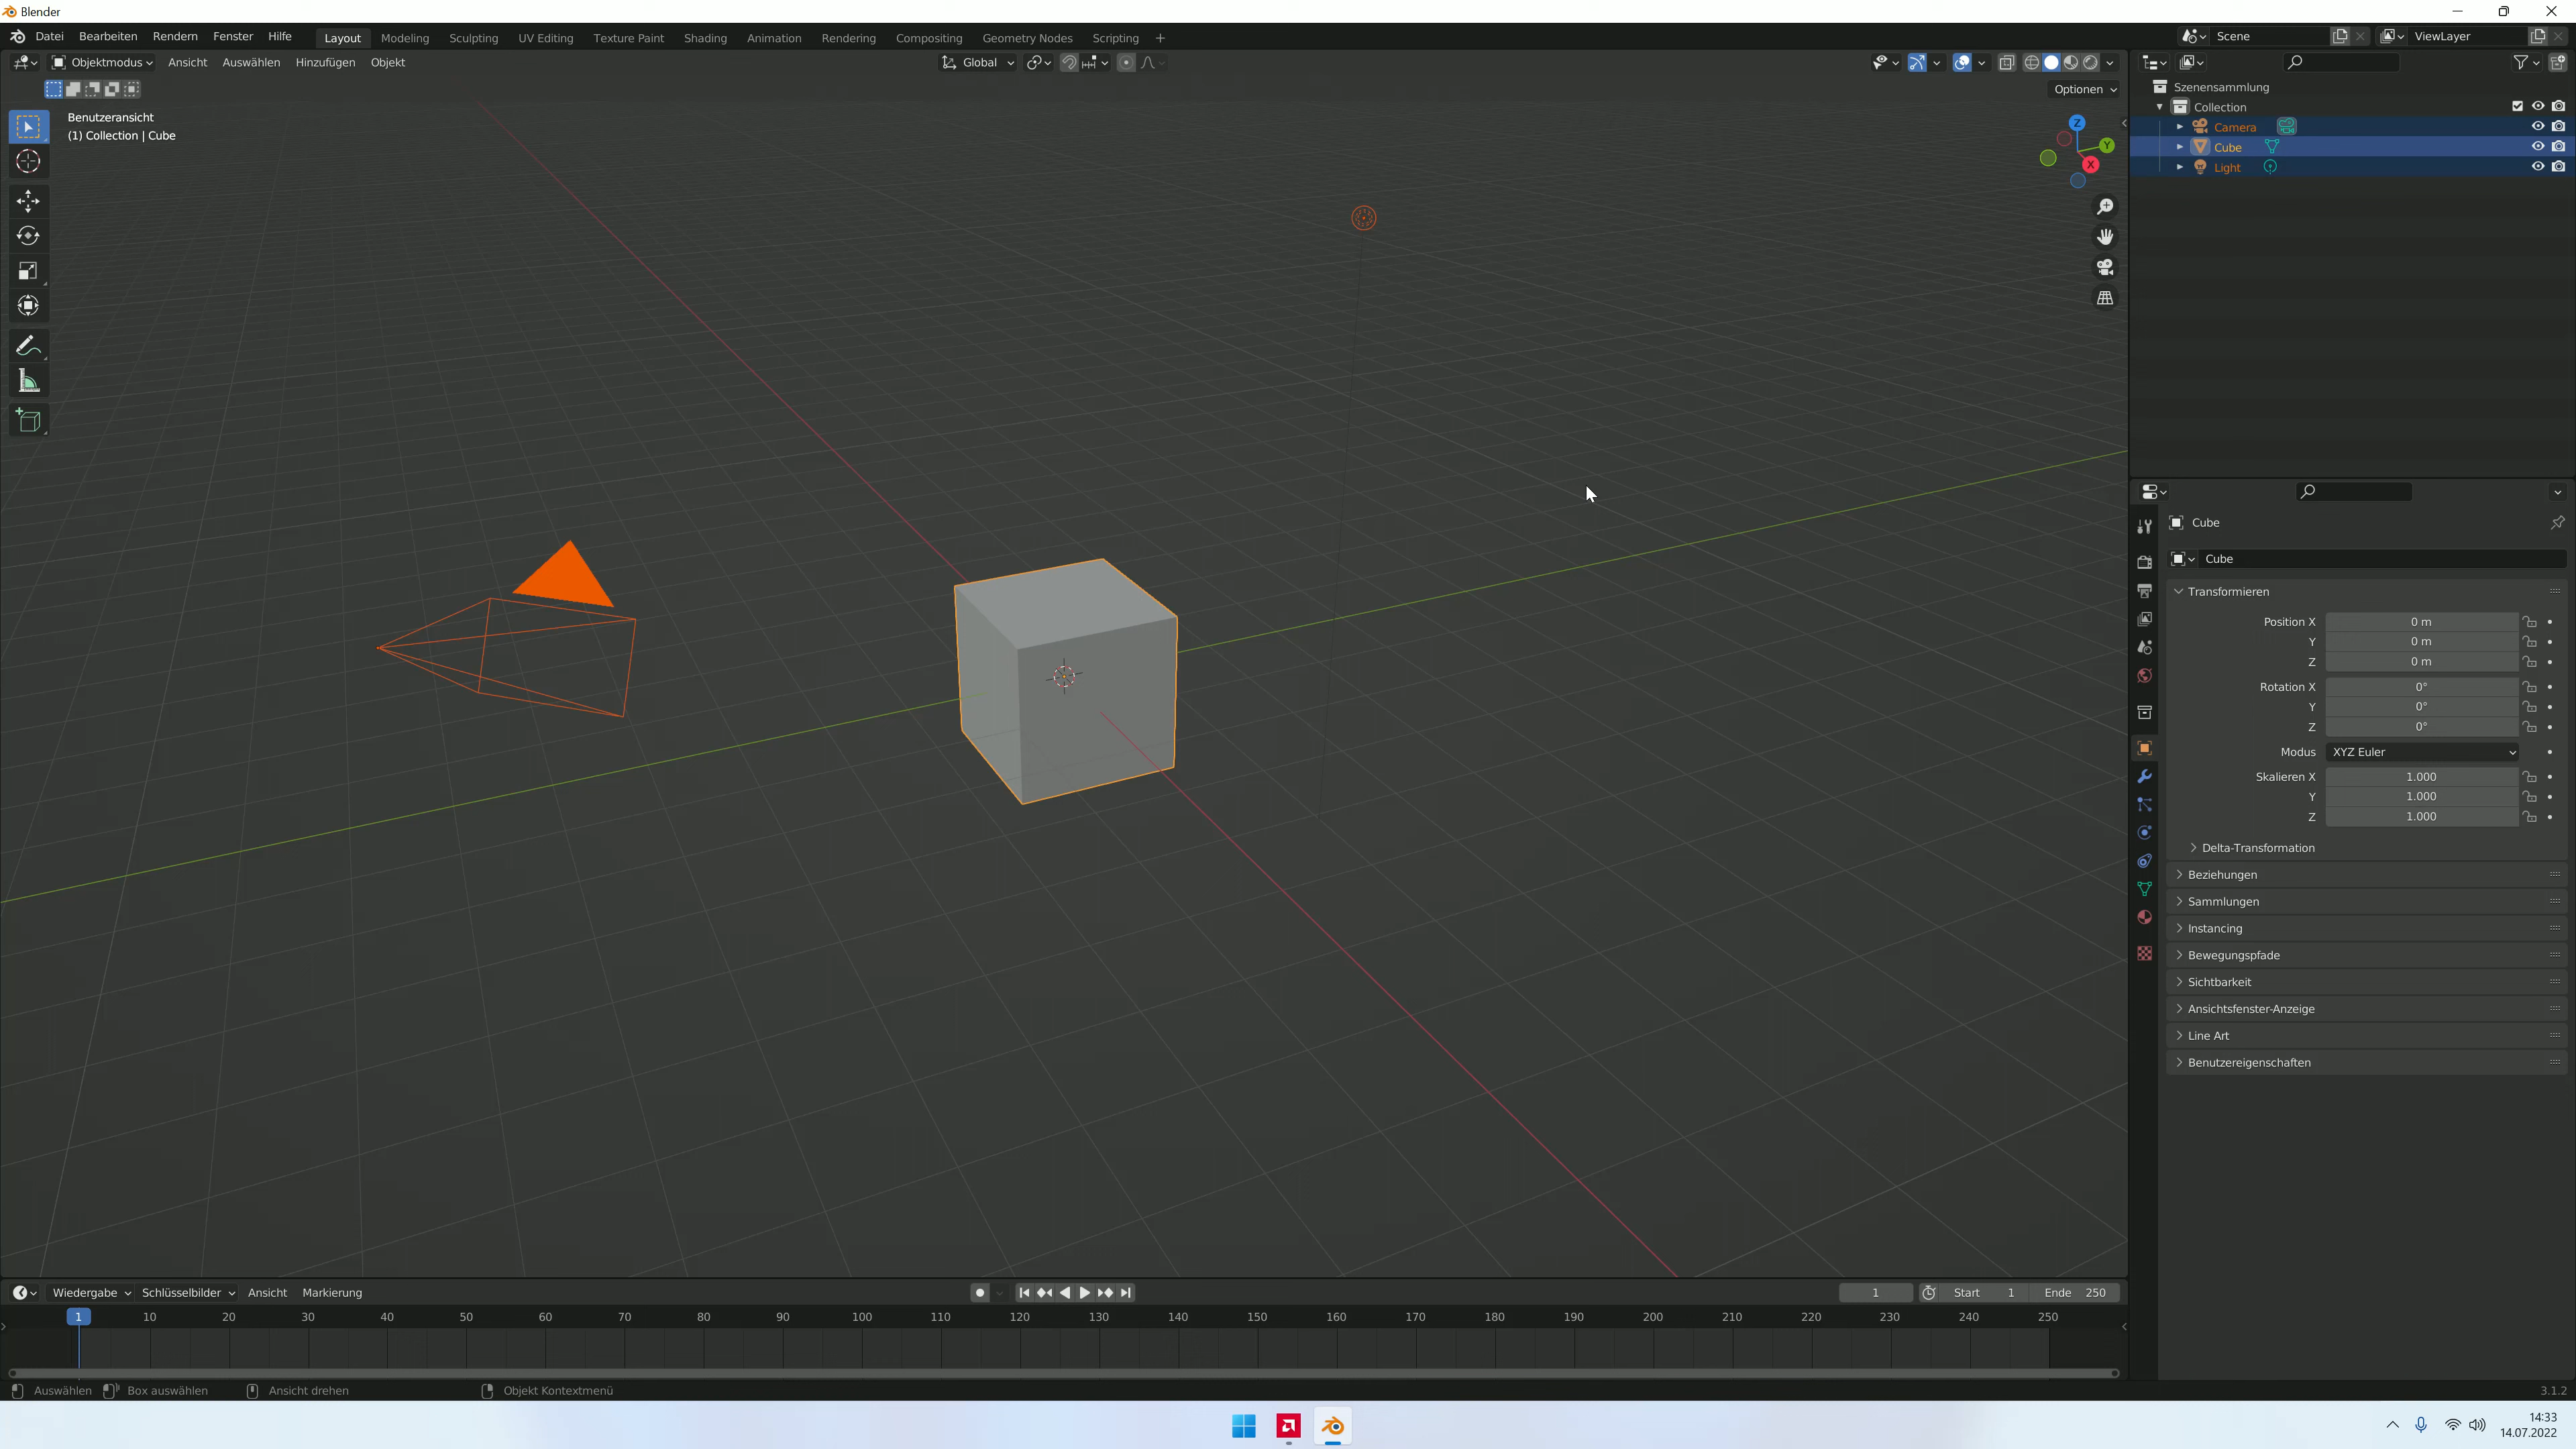 Blender
Datei Bearbeiten Rendern Fenster Hilfe Layout Modeling Sculpting UV Editing Texture Paint Shading Animation Rendering Compositing Geometry Nodes Scripting + Scene ViewLayer
Objektmodus Ansicht Auswählen Hinzufügen Objekt Global
Optionen
Benutzeransicht
(1) Collection | Cube
Z
Y
X
Szenensammlung
Collection
Camera
Cube
Light
Cube
Cube
Transformieren
Position X 0 m
Y 0 m
Z 0 m
Rotation X 0°
Y 0°
Z 0°
Modus XYZ Euler
Skalieren X 1.000
Y 1.000
Z 1.000
Delta-Transformation
Beziehungen
Sammlungen
Instancing
Bewegungspfade
Sichtbarkeit
Ansichtsfenster-Anzeige
Line Art
Benutzereigenschaften
Wiedergabe Schlüsselbilder Ansicht Markierung 1 Start 1 Ende 250
1 10 20 30 40 50 60 70 80 90 100 110 120 130 140 150 160 170 180 190 200 210 220 230 240 250
Auswählen Box auswählen Ansicht drehen Objekt Kontextmenü 3.1.2
14:33
14.07.2022